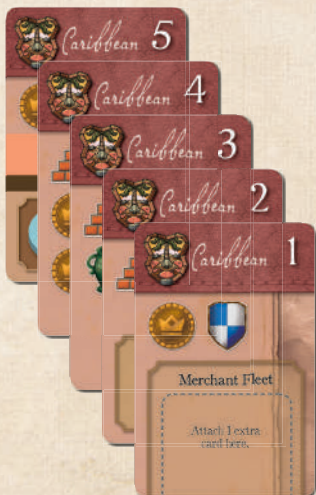 Caribbean 5
Caribbean 4
Caribbean 3
Caribbean 2
Caribbean 1
Merchant Fleet
Attach 1 extra
card here.